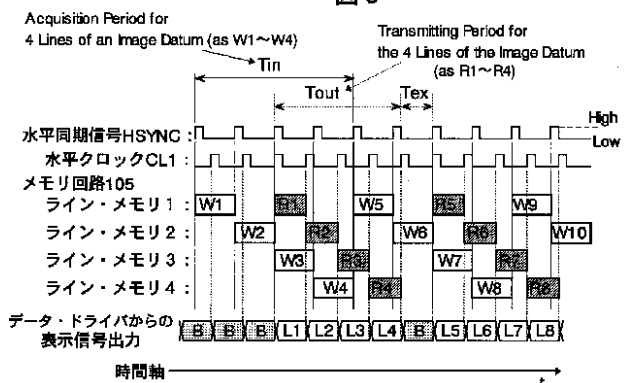 図3
Acquisition Period for
4 Lines of an Image Datum (as W1～W4)
Transmitting Period for
the 4 Lines of the Image Datum
(as R1～R4)
Tin
Tout
Tex
High
Low
水平同期信号HSYNC :
水平クロックCL1 :
メモリ回路105
ライン・メモリ1 : W1 R1 W5 R5 W9
ライン・メモリ2 : W2 R2 W6 R6 W10
ライン・メモリ3 : W3 R3 W7 R7
ライン・メモリ4 : W4 R4 W8 R8
データ・ドライバからの
表示信号出力 : B B B L1 L2 L3 L4 B L5 L6 L7 L8
時間軸
t